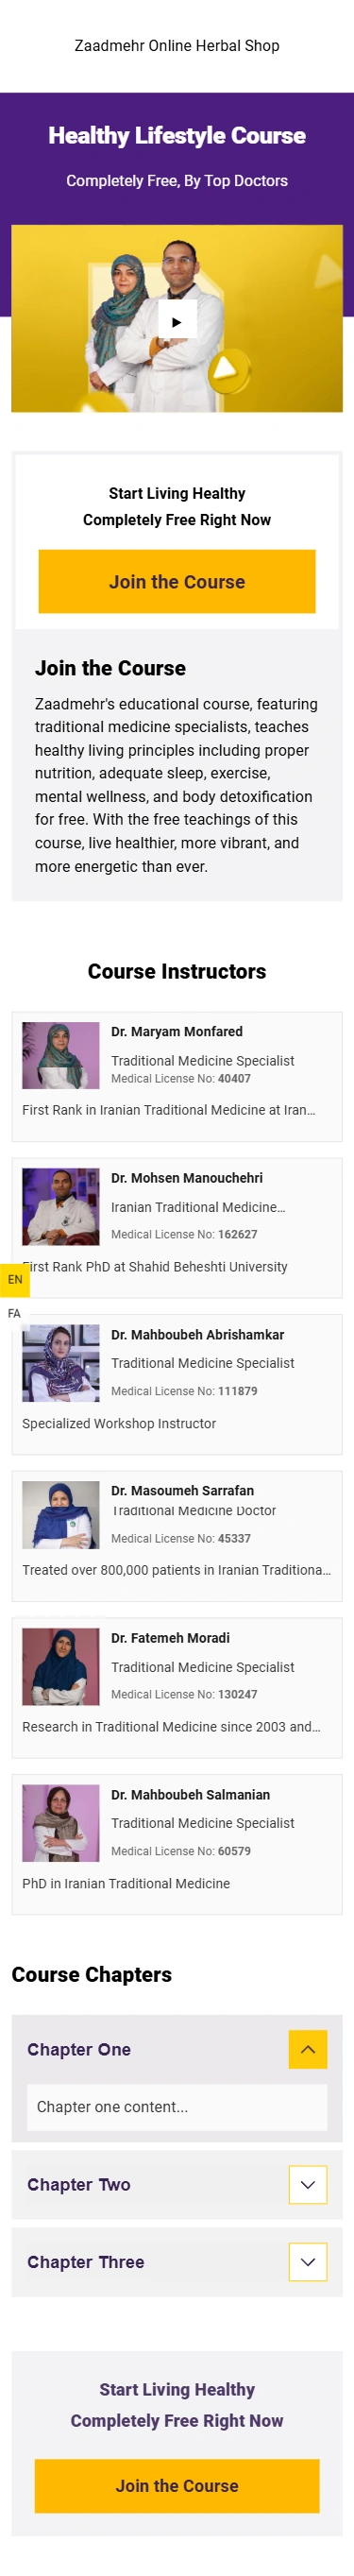 Zaadmehr Online Herbal Shop
Healthy Lifestyle Course
Completely Free, By Top Doctors
Start Living Healthy
Completely Free Right Now
Join the Course
Join the Course
Zaadmehr's educational course, featuring
traditional medicine specialists, teaches
healthy living principles including proper
nutrition, adequate sleep, exercise,
mental wellness, and body detoxification
for free. With the free teachings of this
course, live healthier, more vibrant, and
more energetic than ever.
Course Instructors
Dr. Maryam Monfared
Traditional Medicine Specialist
Medical License No: 40407
First Rank in Iranian Traditional Medicine at Iran...
Dr. Mohsen Manouchehri
Iranian Traditional Medicine...
Medical License No: 162627
First Rank PhD at Shahid Beheshti University
EN
FA
Dr. Mahboubeh Abrishamkar
Traditional Medicine Specialist
Medical License No: 111879
Specialized Workshop Instructor
Dr. Masoumeh Sarrafan
Traditional Medicine Doctor
Medical License No: 45337
Treated over 800,000 patients in Iranian Traditiona...
Dr. Fatemeh Moradi
Traditional Medicine Specialist
Medical License No: 130247
Research in Traditional Medicine since 2003 and...
Dr. Mahboubeh Salmanian
Traditional Medicine Specialist
Medical License No: 60579
PhD in Iranian Traditional Medicine
Course Chapters
Chapter One
Chapter one content...
Chapter Two
Chapter Three
Start Living Healthy
Completely Free Right Now
Join the Course